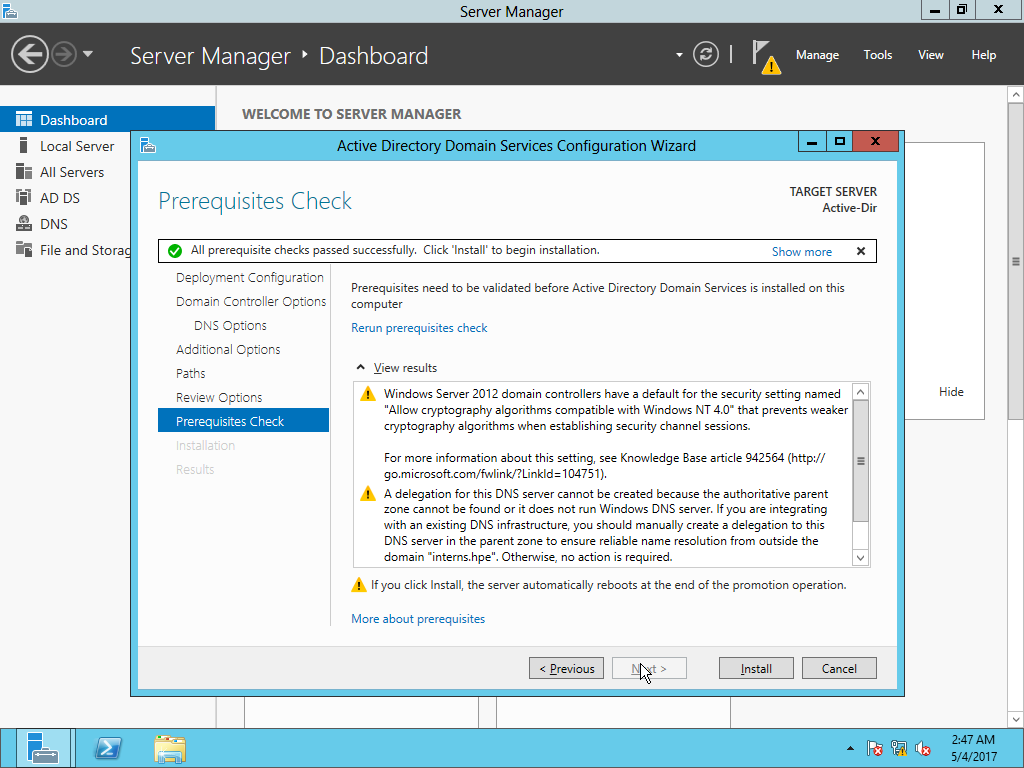 Server Manager
Server Manager
Dashboard
Manage
Tools
View
Help
Dashboard
Local Server
All Servers
AD DS
DNS
File and Storag
WELCOME TO SERVER MANAGER
Hide
Active Directory Domain Services Configuration Wizard
Prerequisites Check
TARGET SERVER
Active-Dir
All prerequisite checks passed successfully. Click 'Install' to begin installation.
Show more
Deployment Configuration
Domain Controller Options
DNS Options
Additional Options
Paths
Review Options
Prerequisites Check
Installation
Results
Prerequisites need to be validated before Active Directory Domain Services is installed on this
computer
Rerun prerequisites check
View results
Windows Server 2012 domain controllers have a default for the security setting named
"Allow cryptography algorithms compatible with Windows NT 4.0" that prevents weaker
cryptography algorithms when establishing security channel sessions.
For more information about this setting, see Knowledge Base article 942564 (http://
go.microsoft.com/fwlink/?LinkId=104751).
A delegation for this DNS server cannot be created because the authoritative parent
zone cannot be found or it does not run Windows DNS server. If you are integrating
with an existing DNS infrastructure, you should manually create a delegation to this
DNS server in the parent zone to ensure reliable name resolution from outside the
domain "interns.hpe". Otherwise, no action is required.
If you click Install, the server automatically reboots at the end of the promotion operation.
More about prerequisites
< Previous
Next >
Install
Cancel
2:47 AM
5/4/2017